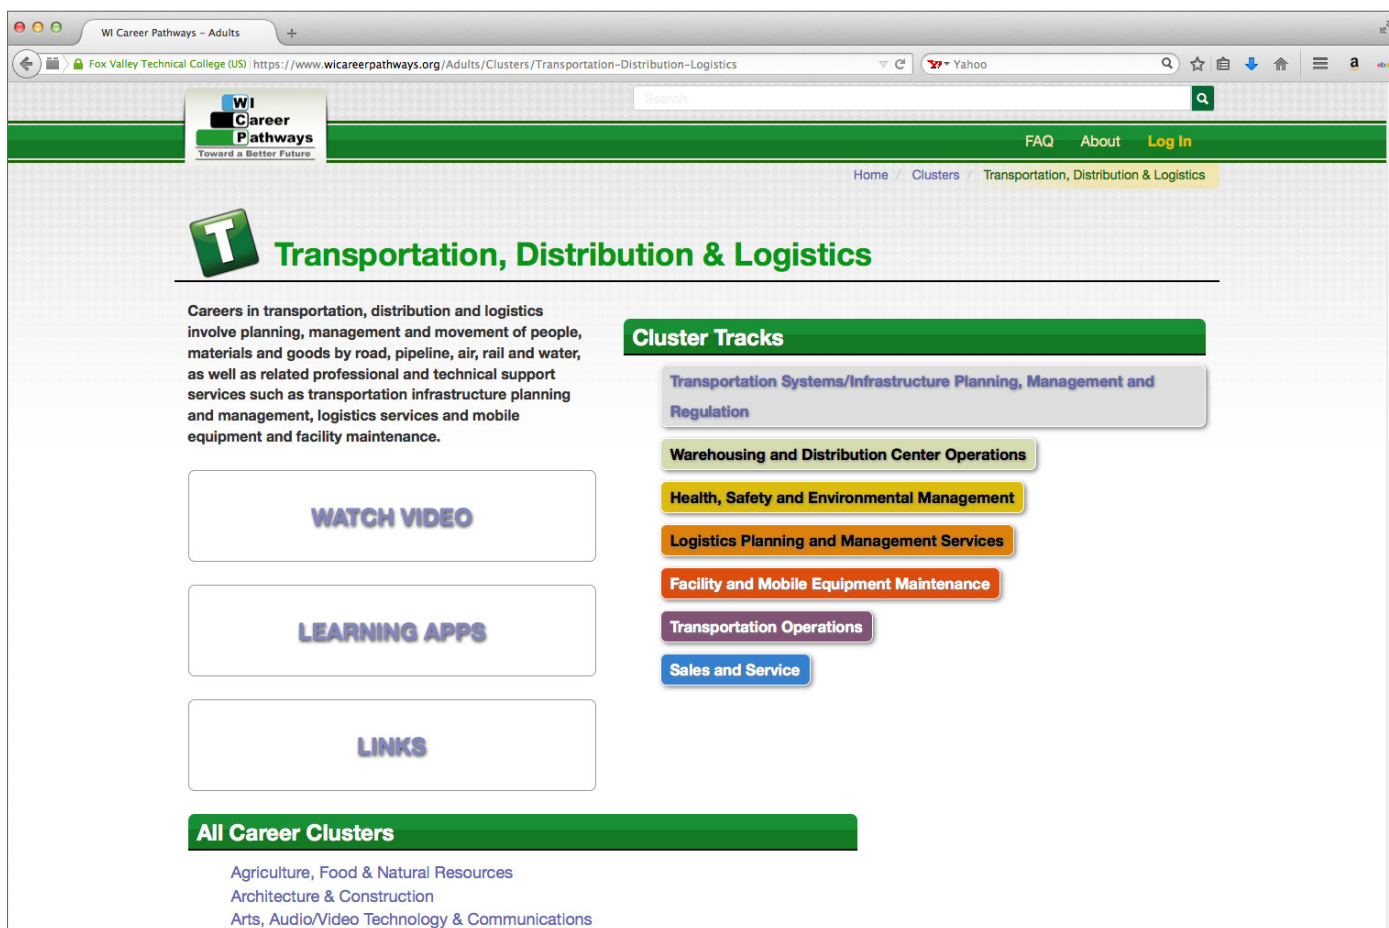 WI Career Pathways – Adults
Fox Valley Technical College (US) https://www.wicareerpathways.org/Adults/Clusters/Transportation-Distribution-Logistics
Yahoo
a
Search
WI
Career
Pathways
Toward a Better Future
FAQ About Log In
Home / Clusters / Transportation, Distribution & Logistics
T
Transportation, Distribution & Logistics
Careers in transportation, distribution and logistics
involve planning, management and movement of people,
materials and goods by road, pipeline, air, rail and water,
as well as related professional and technical support
services such as transportation infrastructure planning
and management, logistics services and mobile
equipment and facility maintenance.
WATCH VIDEO
LEARNING APPS
LINKS
Cluster Tracks
Transportation Systems/Infrastructure Planning, Management and
Regulation
Warehousing and Distribution Center Operations
Health, Safety and Environmental Management
Logistics Planning and Management Services
Facility and Mobile Equipment Maintenance
Transportation Operations
Sales and Service
All Career Clusters
Agriculture, Food & Natural Resources
Architecture & Construction
Arts, Audio/Video Technology & Communications